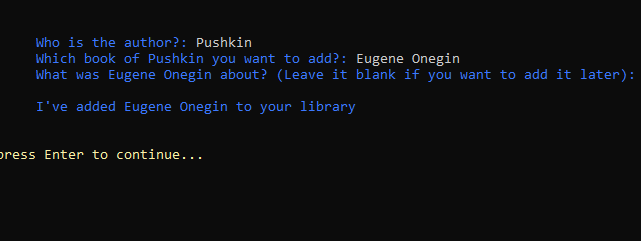 Who is the author?: Pushkin
Which book of Pushkin you want to add?: Eugene Onegin
What was Eugene Onegin about? (Leave it blank if you want to add it later):
I've added Eugene Onegin to your library
press Enter to continue...